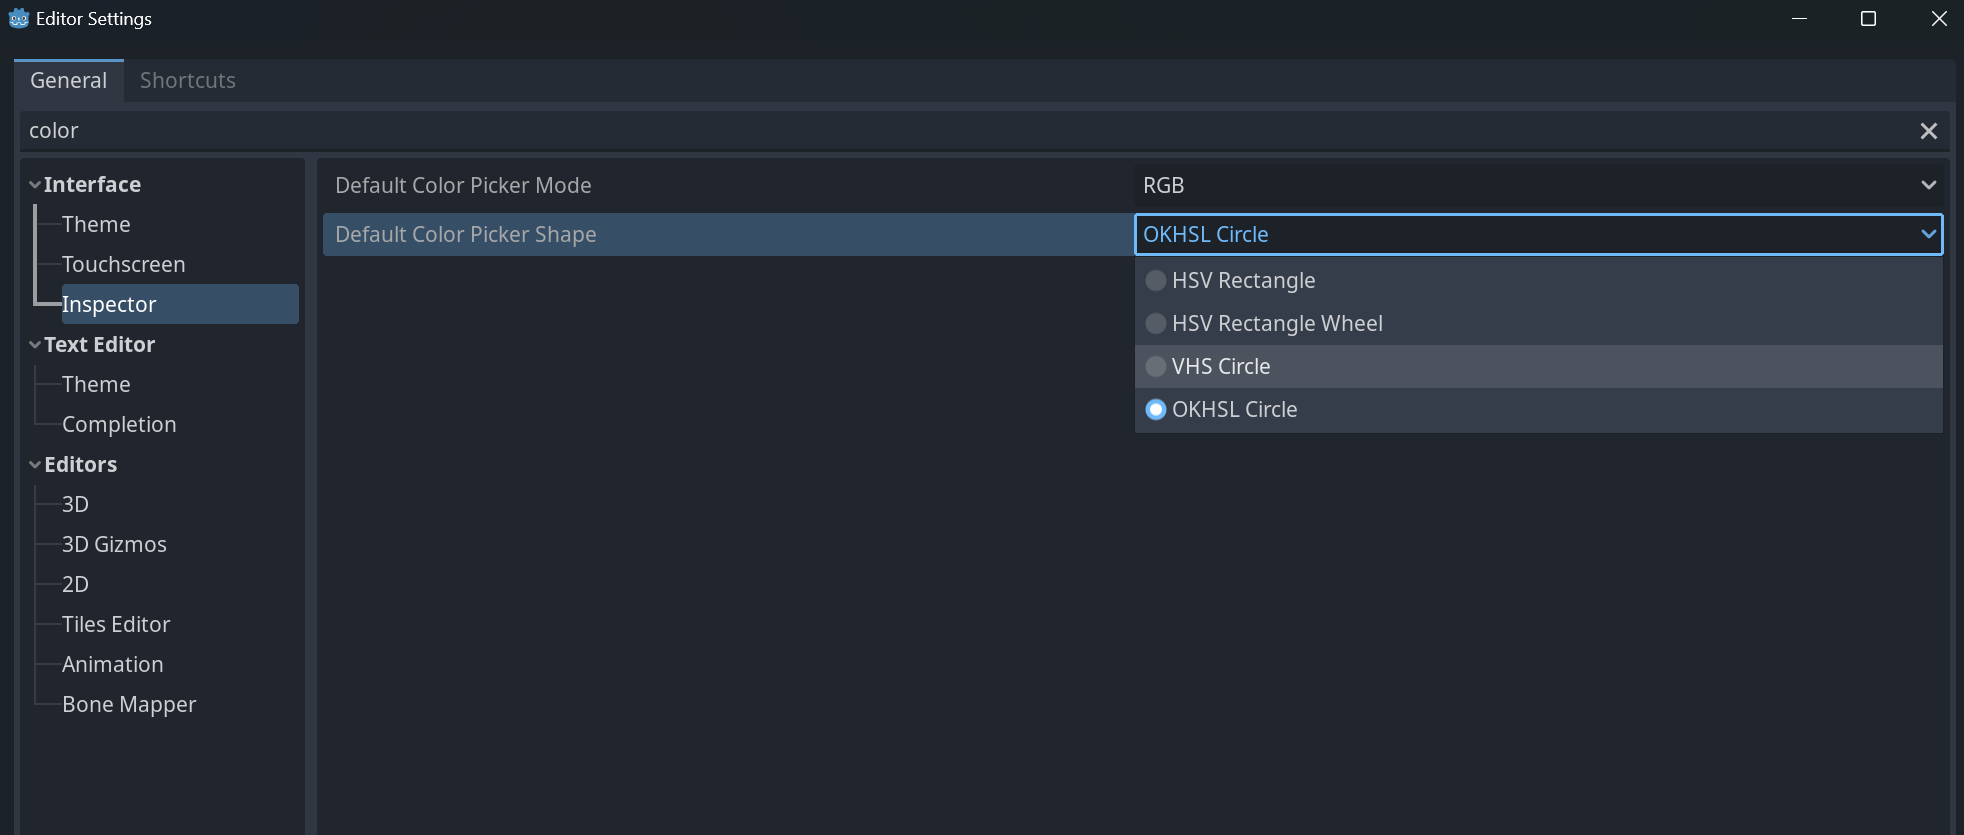 Editor Settings
General Shortcuts
color
Interface
Theme
Touchscreen
Inspector
Text Editor
Theme
Completion
Editors
3D
3D Gizmos
2D
Tiles Editor
Animation
Bone Mapper
Default Color Picker Mode RGB
Default Color Picker Shape OKHSL Circle
HSV Rectangle
HSV Rectangle Wheel
VHS Circle
OKHSL Circle